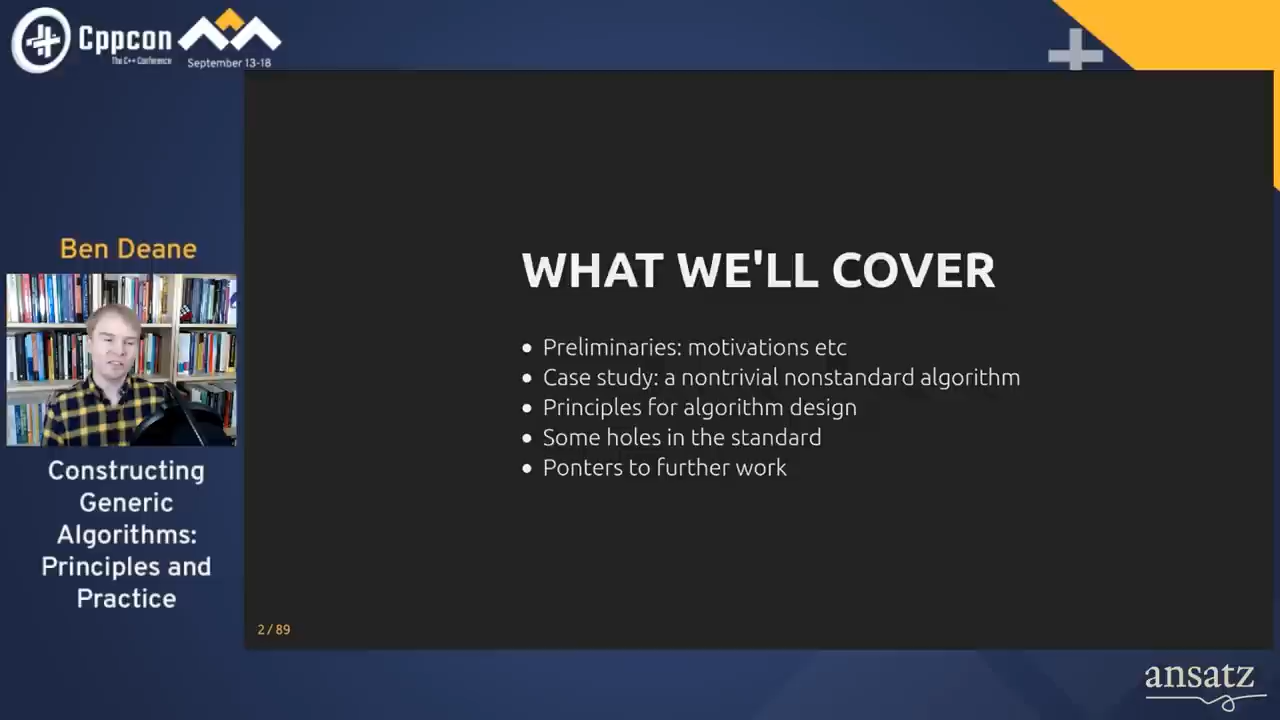 Cppcon
The C++ Conference
September 13-18
Ben Deane
Constructing
Generic
Algorithms:
Principles and
Practice
WHAT WE'LL COVER
Preliminaries: motivations etc
Case study: a nontrivial nonstandard algorithm
Principles for algorithm design
Some holes in the standard
Ponters to further work
2 / 89
ansatz